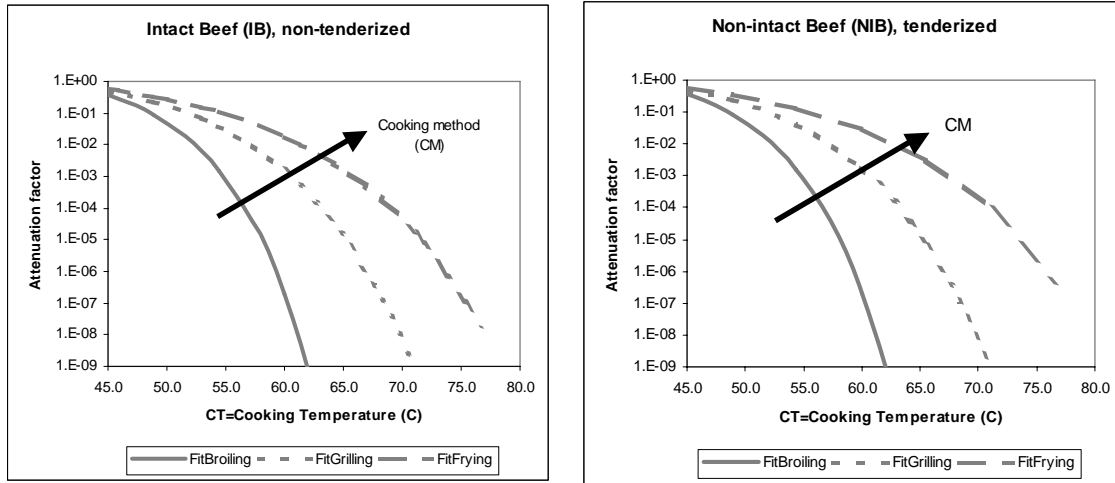 Intact Beef (IB), non-tenderized
Attenuation factor
1.E+00
1.E-01
1.E-02
1.E-03
1.E-04
1.E-05
1.E-06
1.E-07
1.E-08
1.E-09
Cooking method
(CM)
45.0 50.0 55.0 60.0 65.0 70.0 75.0 80.0
CT=Cooking Temperature (C)
FitBroiling FitGrilling FitFrying
Non-intact Beef (NIB), tenderized
Attenuation factor
1.E+00
1.E-01
1.E-02
1.E-03
1.E-04
1.E-05
1.E-06
1.E-07
1.E-08
1.E-09
CM
45.0 50.0 55.0 60.0 65.0 70.0 75.0 80.0
CT=Cooking Temperature (C)
FitBroiling FitGrilling FitFrying